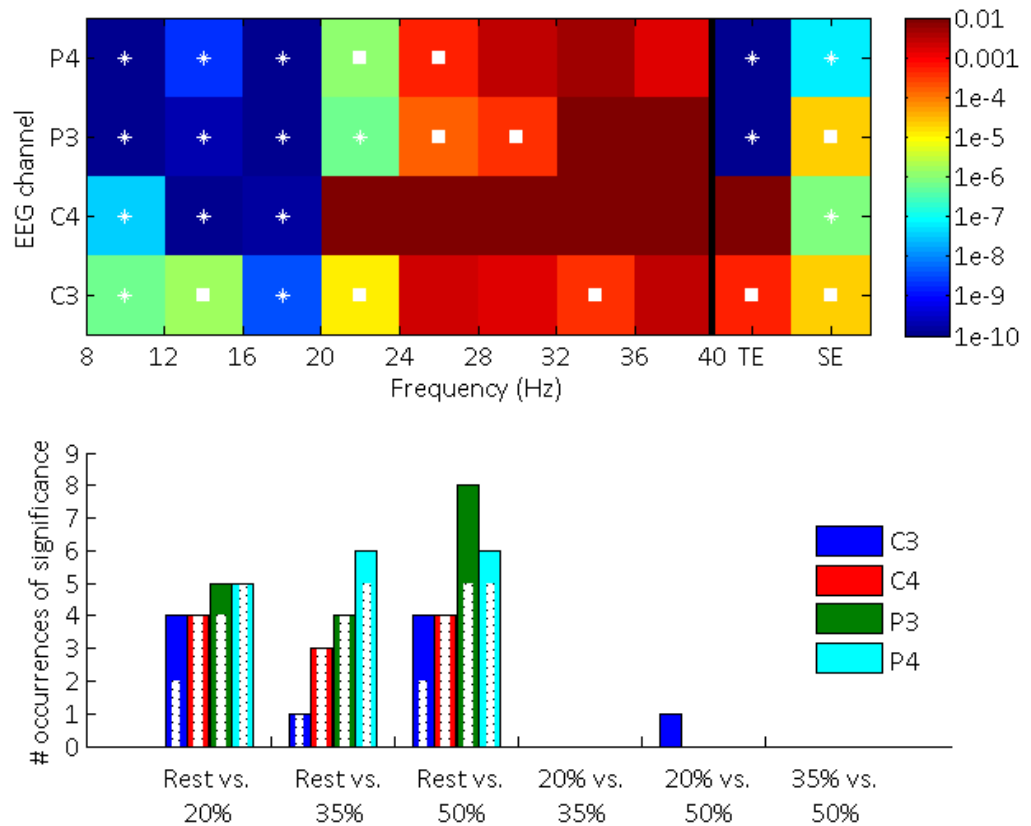 P4
P3
C4
C3
EEG channel
8 12 16 20 24 28 32 36 40 TE SE
Frequency (Hz)
0.01
0.001
1e-4
1e-5
1e-6
1e-7
1e-8
1e-9
1e-10
# occurrences of significance
9
8
7
6
5
4
3
2
1
0
Rest vs. 20%
Rest vs. 35%
Rest vs. 50%
20% vs. 35%
20% vs. 50%
35% vs. 50%
C3
C4
P3
P4